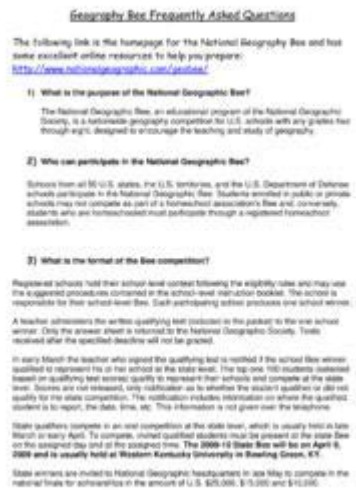 Geography Bee Frequently Asked Questions
The following link is the homepage for the National Geography Bee and has
some excellent online resources to help you prepare:
http://www.nationalgeographic.com/geobee/
1) What is the purpose of the National Geographic Bee?
The National Geographic Bee, an educational program of the National Geographic
Society, is a nationwide geography competition for U.S. schools with any grades four
through eight, designed to encourage the teaching and study of geography.
2) Who can participate in the National Geographic Bee?
Schools from all 50 U.S. states, the U.S. territories, and the U.S. Department of Defense
schools participate in the National Geographic Bee. Students enrolled in public or private
schools may not compete as part of a homeschool association's Bee and, conversely,
students who are homeschooled must participate through a registered homeschool
association.
3) What is the format of the Bee competition?
Registered schools hold their school-level contest following the eligibility rules and may use
the suggested procedures contained in the school-level instruction booklet. The school is
responsible for their school-level Bee. Each participating school produces one school winner.
A teacher administers the written qualifying test (included in the packet) to the one school
winner. Only the answer sheet is returned to the National Geographic Society. Tests
received after the specified deadline will not be graded.
In early March the teacher who signed the qualifying test is notified if the school Bee winner
qualified to represent his or her school at the state level. The top one 100 students (selected
based on qualifying test scores) qualify to represent their schools and compete at the state
level. Scores are not released, only notification as to whether the student qualified or did not
qualify for the state competition. The notification includes information on where the qualified
student is to report, the date, time, etc. This information is not given over the telephone.
State qualifiers compete in an oral competition at the state level, which is usually held in late
March or early April. To compete, invited qualified students must be present at the state Bee
on the assigned day and at the assigned time. The 2009-10 State Bee will be on April 9,
2009 and is usually held at Western Kentucky University in Bowling Green, KY.
State winners are invited to National Geographic headquarters in late May to compete in the
national finals for scholarships in the amount of U.S. $25,000, $15,000 and $10,000.